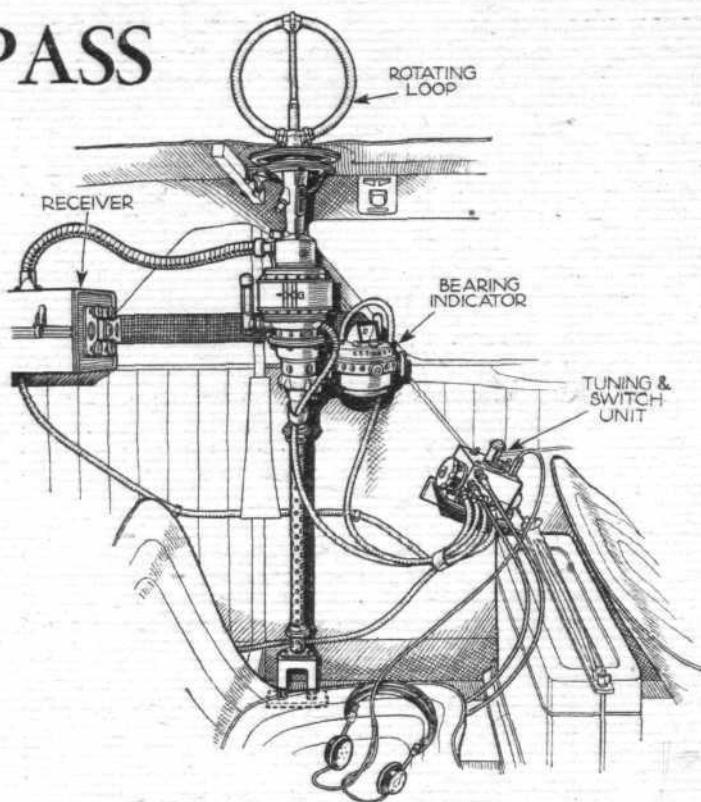 PASS
ROTATING
LOOP
RECEIVER
BEARING
INDICATOR
TUNING &
SWITCH
UNIT